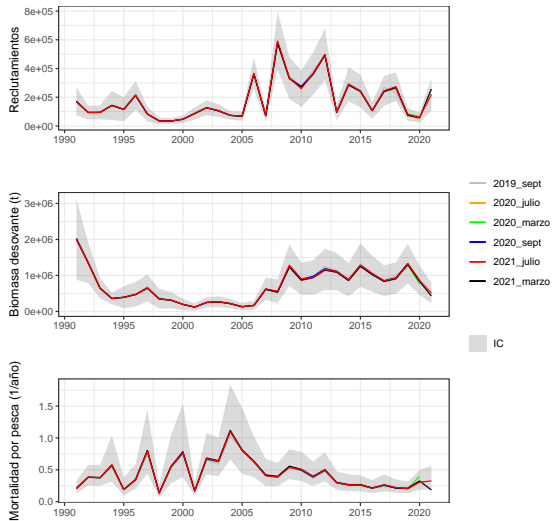 Reclutamientos
8e+05
6e+05
4e+05
2e+05
0e+00
1990 1995 2000 2005 2010 2015 2020
Biomasa desovante (t)
3e+06
2e+06
1e+06
0e+00
1990 1995 2000 2005 2010 2015 2020
Mortalidad por pesca (1/año)
1.5
1.0
0.5
0.0
1990 1995 2000 2005 2010 2015 2020
2019_sept
2020_julio
2020_marzo
2020_sept
2021_julio
2021_marzo
IC